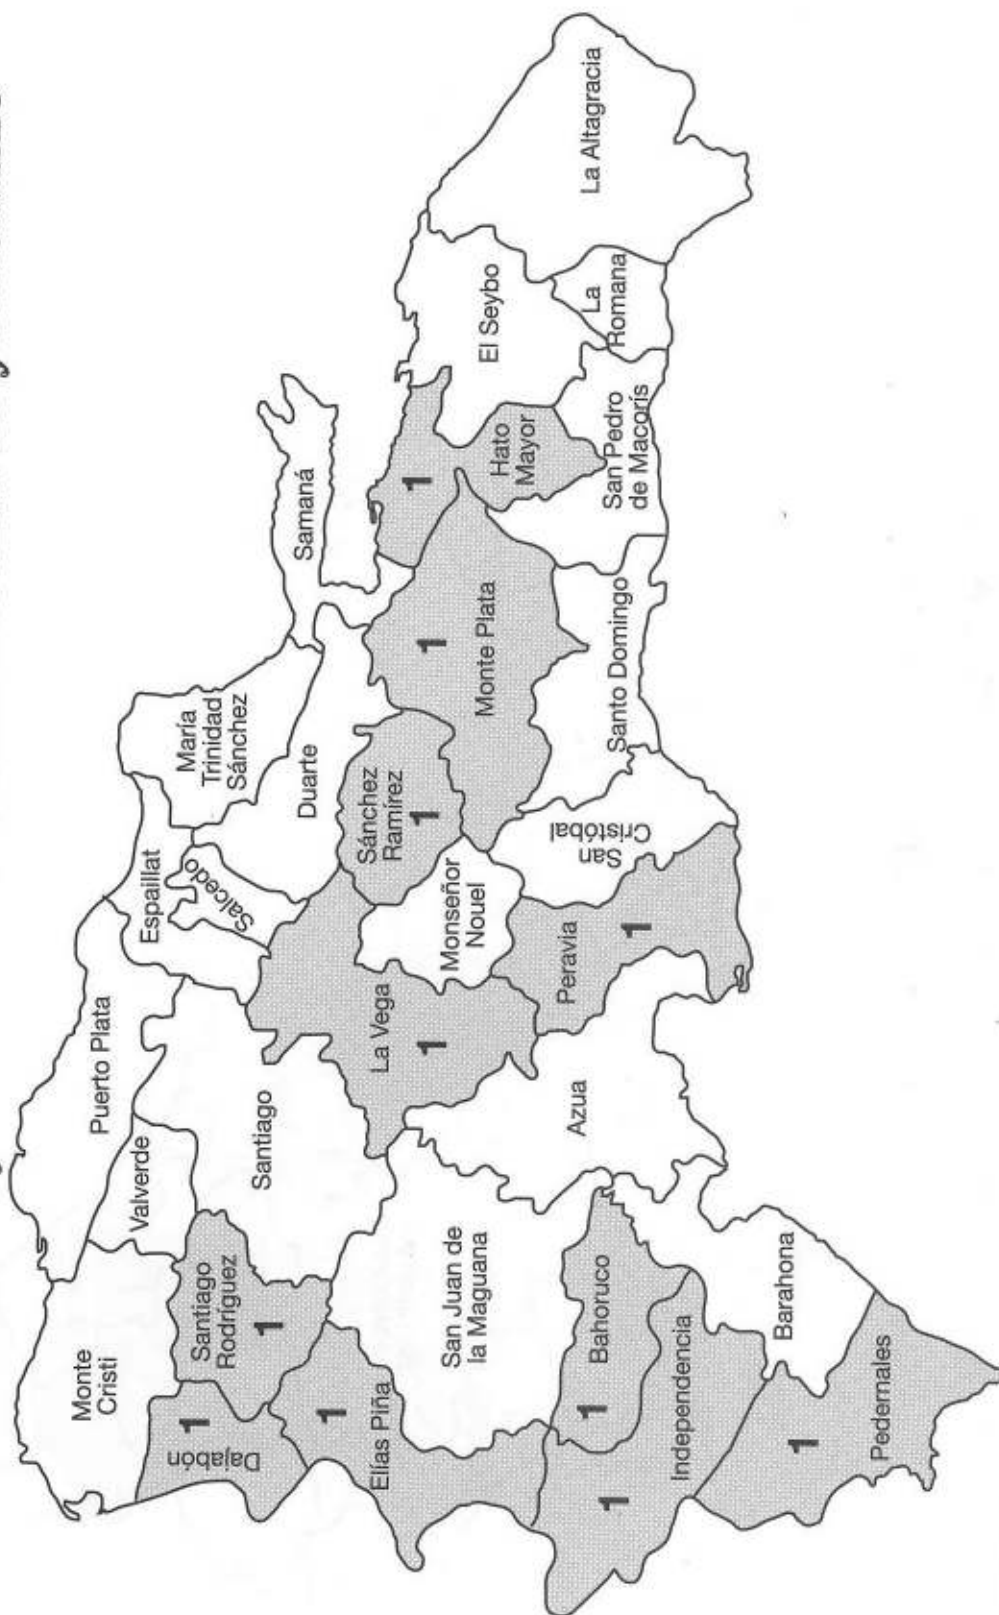 Puerto Plata
Espaillat
María
Trinidad
Sánchez
Samaná
Monte
Cristi
Valverde
Santiago
Salcedo
Duarte
Dajabón
1
Santiago
Rodríguez
1
La Vega
1
Sánchez
Ramírez
1
1
Monte Plata
1
Hato
Mayor
El Seybo
La Altagracia
Elías Piña
1
San Juan de
la Maguana
Monseñor
Nouel
Azua
Peravia
1
San
Cristóbal
Santo Domingo
San Pedro
de Macorís
La
Romana
Bahoruco
1
Independencia
1
Barahona
Pedernales
1